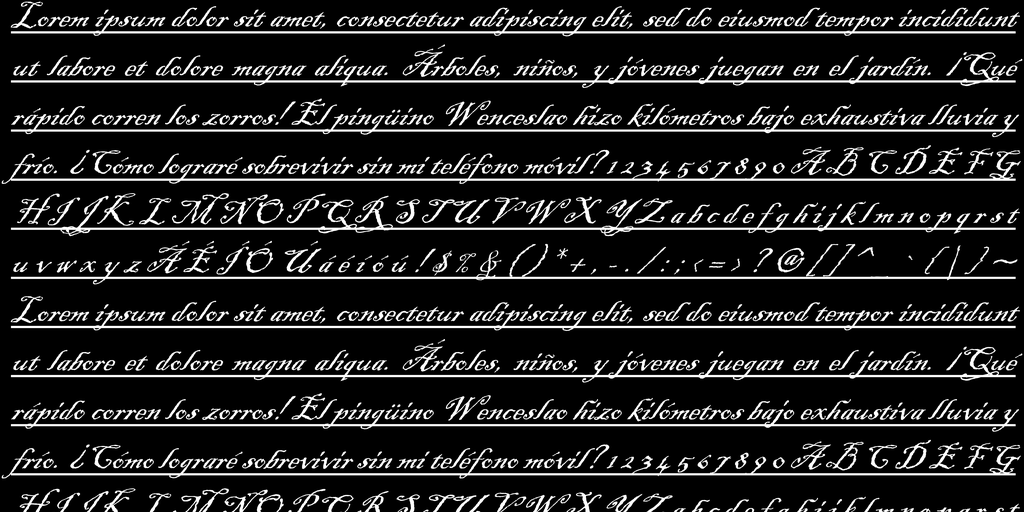 Lorem ipsum dolor sit amet, consectetur adipiscing elit, sed do eiusmod tempor incididunt
ut labore et dolore magna aliqua. Árboles, niños, y jóvenes juegan en el jardín. ¡Qué
rápido corren los zorros! El pingüino Wenceslao hizo kilómetros bajo exhaustiva lluvia y
frío. ¿Cómo lograré sobrevivir sin mi teléfono móvil? 1 2 3 4 5 6 7 8 9 0 A B C D E F G
H I J K L M N O P Q R S T U V W X Y Z a b c d e f g h i j k l m n o p q r s t
u v w x y z Á É Í Ó Ú á é í ó ú ! $ % & ( ) * + , - . / : ; < = > ? @ [ ] ^ _ ` { | } ~
Lorem ipsum dolor sit amet, consectetur adipiscing elit, sed do eiusmod tempor incididunt
ut labore et dolore magna aliqua. Árboles, niños, y jóvenes juegan en el jardín. ¡Qué
rápido corren los zorros! El pingüino Wenceslao hizo kilómetros bajo exhaustiva lluvia y
frío. ¿Cómo lograré sobrevivir sin mi teléfono móvil? 1 2 3 4 5 6 7 8 9 0 A B C D E F G
H I J K L M N O P Q R S T U V W X Y Z a b c d e f g h i j k l m n o p q r s t